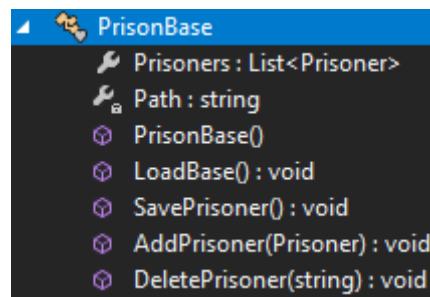 PrisonBase
Prisoners : List<Prisoner>
Path : string
PrisonBase()
LoadBase() : void
SavePrisoner() : void
AddPrisoner(Prisoner) : void
DeletePrisoner(string) : void